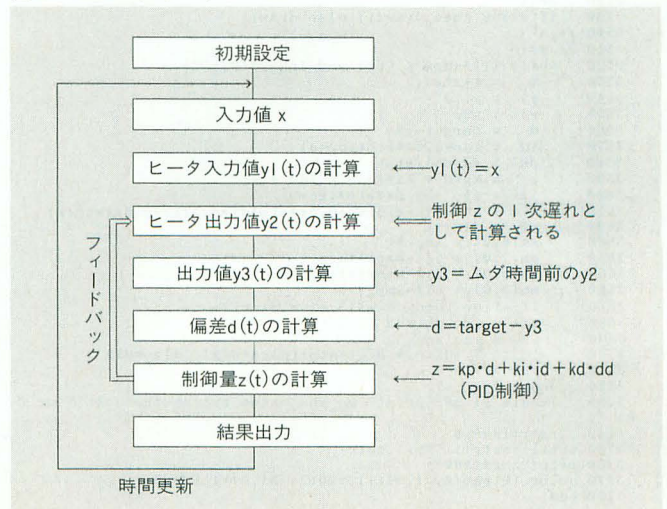 初期設定
入力値 x
ヒータ入力値y1(t)の計算
y1(t)=x
ヒータ出力値y2(t)の計算
制御 z の1次遅れと
して計算される
出力値y3(t)の計算
y3=ムダ時間前のy2
偏差d(t)の計算
d=target−y3
制御量z(t)の計算
z=kp・d+ki・id+kd・dd
(PID制御)
結果出力
フィードバック
時間更新